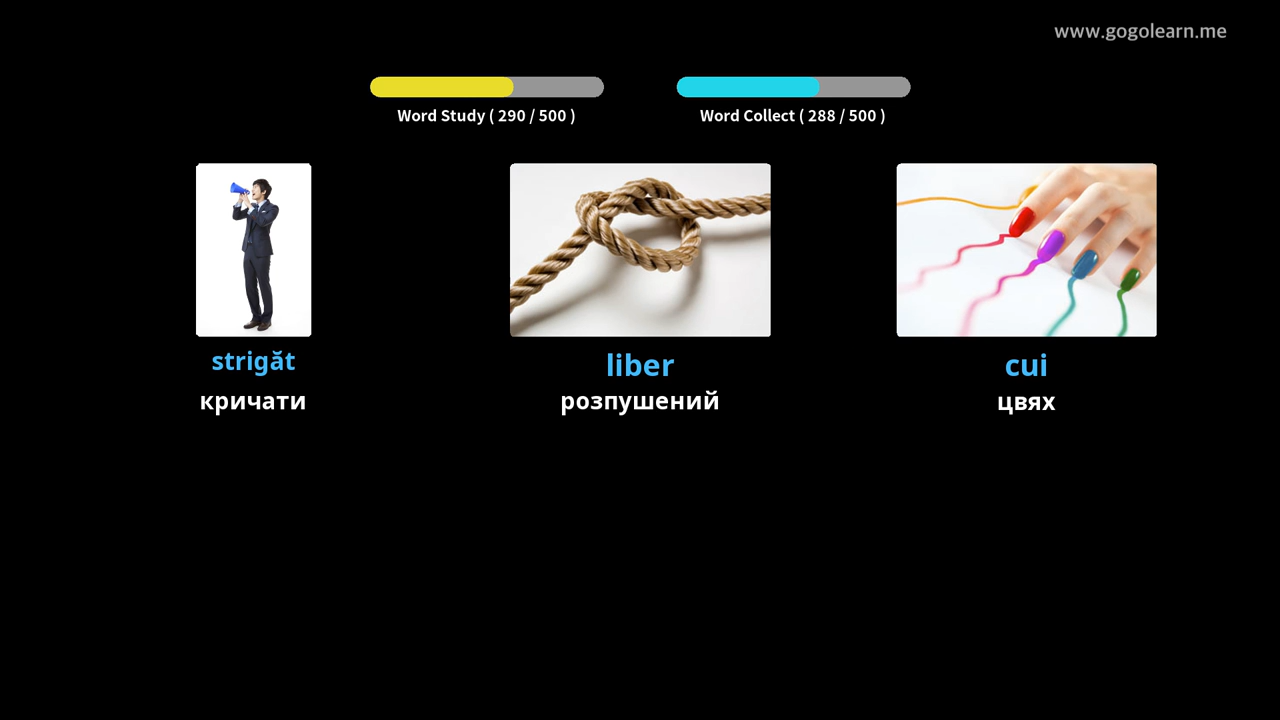 www.gogolearn.me
Word Study ( 290 / 500 )
Word Collect ( 288 / 500 )
strigăt
кричати
liber
розпушений
cui
цвях